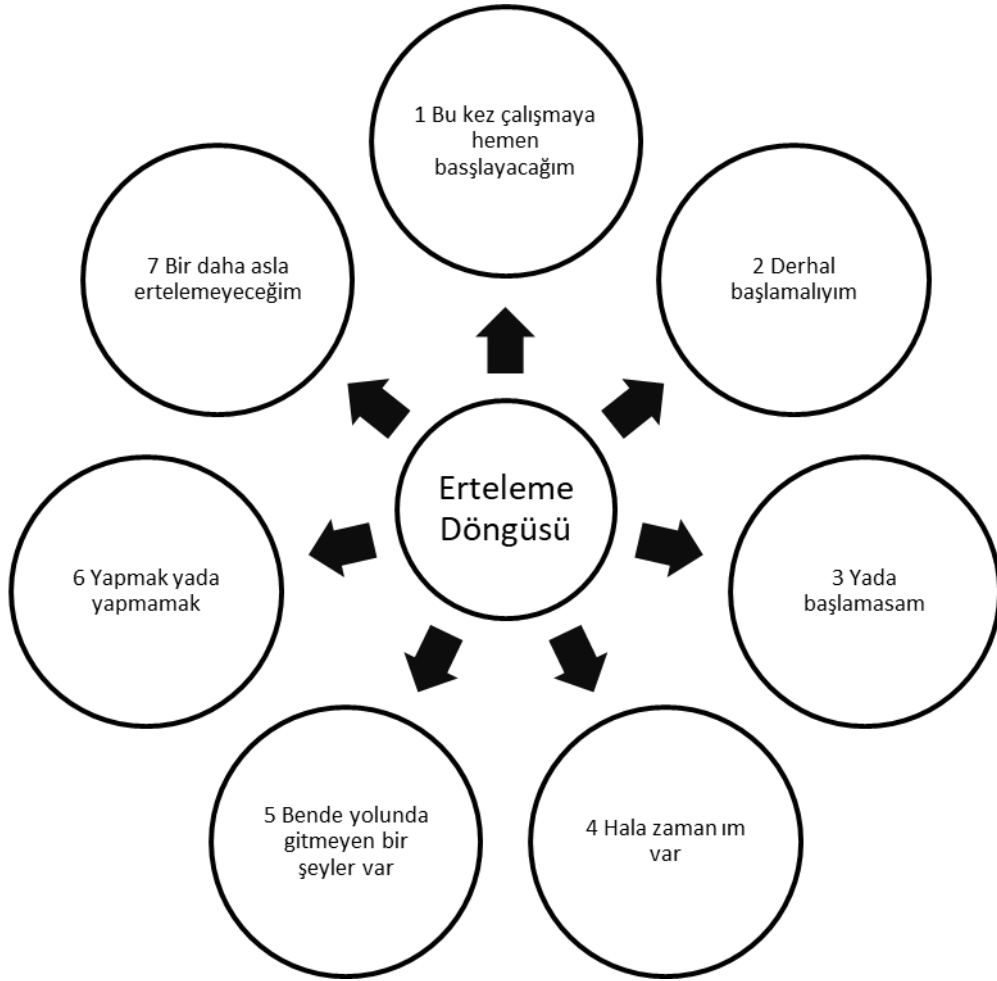 1 Bu kez çalışmaya
hemen
basşlayacağım
2 Derhal
başlamalıyım
3 Yada
başlamasam
4 Hala zaman ım
var
5 Bende yolunda
gitmeyen bir
şeyler var
6 Yapmak yada
yapmamak
7 Bir daha asla
ertelemeyeceğim
Erteleme
Döngüsü